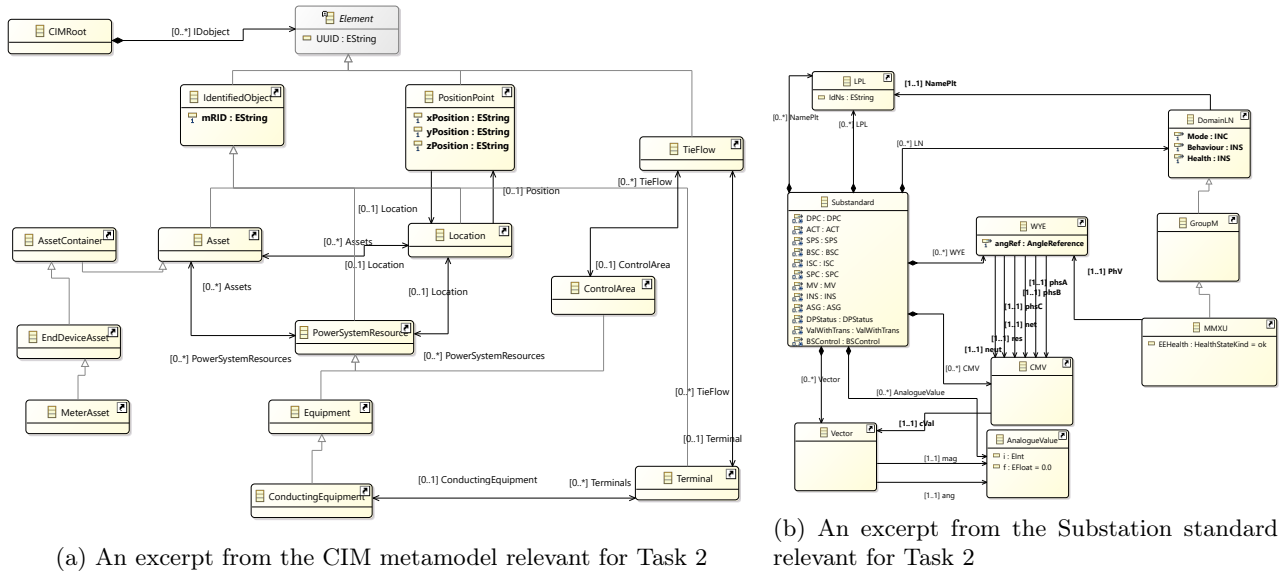 CIMRoot
[0..*] IDobject
Element
UUID : EString
IdentifiedObject
mRID : EString
PositionPoint
xPosition : EString
yPosition : EString
zPosition : EString
TieFlow
[0..*] TieFlow
[0..1] Position
[0..1] Location
AssetContainer
Asset
[0..*] Assets
Location
[0..1] Location
[0..1] ControlArea
[0..*] Assets
[0..1] Location
ControlArea
EndDeviceAsset
PowerSystemResource
[0..*] PowerSystemResources
[0..*] PowerSystemResources
MeterAsset
Equipment
[0..*] TieFlow
[0..1] Terminal
ConductingEquipment
[0..1] ConductingEquipment
[0..*] Terminals
Terminal
(a) An excerpt from the CIM metamodel relevant for Task 2
LPL
IdNs : EString
[1..1] NamePlt
[0..*] NamePlt
[0..*] LPL
DomainLN
Mode : INC
Behaviour : INS
Health : INS
[0..*] LN
Substandard
DPC : DPC
ACT : ACT
SPS : SPS
BSC : BSC
ISC : ISC
SPC : SPC
MV : MV
INS : INS
ASG : ASG
DPStatus : DPStatus
ValWithTrans : ValWithTrans
BSControl : BSControl
WYE
angRef : AngleReference
GroupM
[0..*] WYE
[1..1] PhV
[1..1] phsA
[1..1] phsB
[1..1] phsC
[1..1] net
[1..1] res
[1..1] neut
MMXU
EEHealth : HealthStateKind = ok
CMV
[0..*] CMV
[0..*] Vector
[0..*] AnalogueValue
[1..1] cVal
Vector
AnalogueValue
i : EInt
f : EFloat = 0.0
[1..1] mag
[1..1] ang
(b) An excerpt from the Substation standard
relevant for Task 2